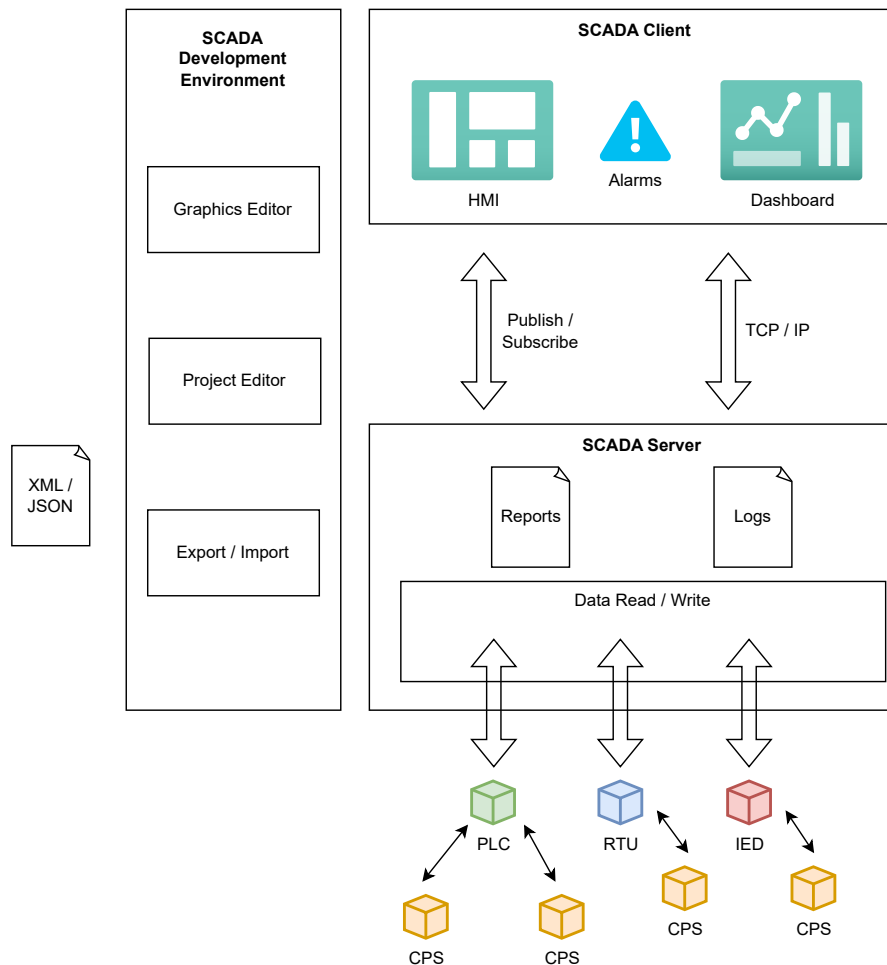 SCADA
Development
Environment
Graphics Editor
Project Editor
Export / Import
XML /
JSON
SCADA Client
HMI
Alarms
Dashboard
Publish /
Subscribe
TCP / IP
SCADA Server
Reports
Logs
Data Read / Write
PLC
RTU
IED
CPS
CPS
CPS
CPS